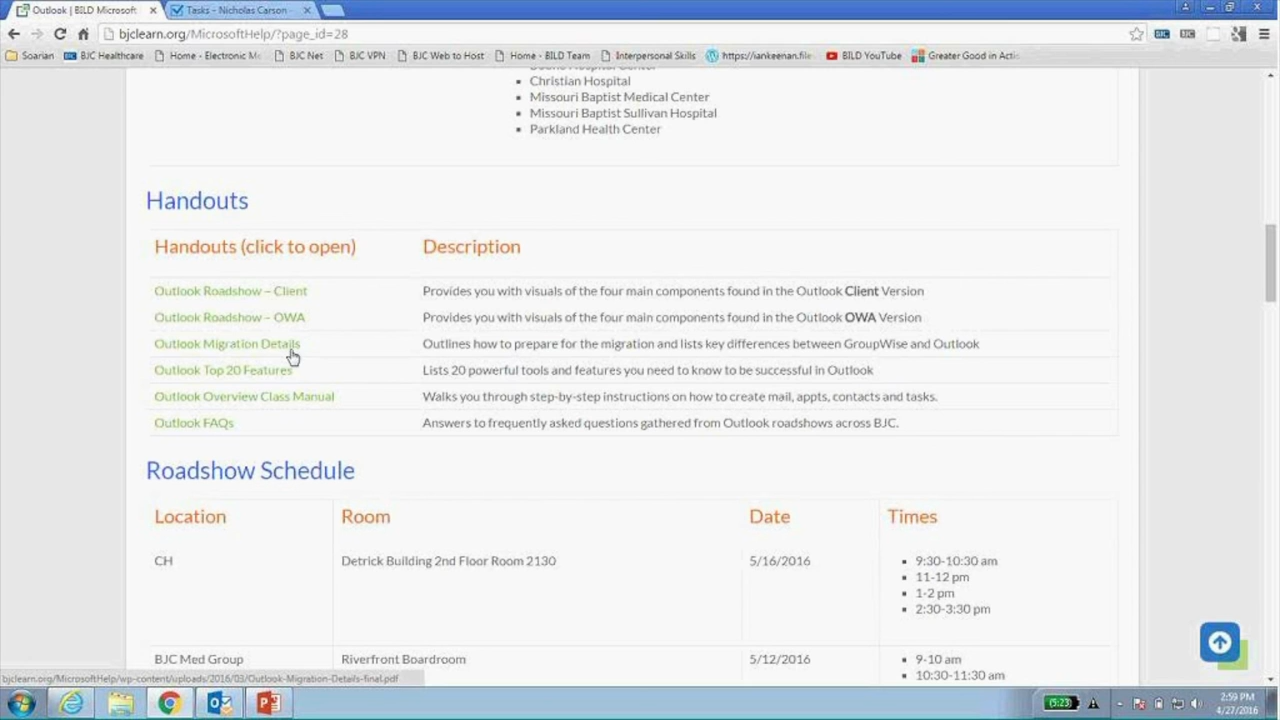 Outlook | BILD Microsoft
Tasks - Nicholas Carson -
bjclearn.org/MicrosoftHelp/?page_id=28
Soarian
BJC Healthcare
Home - Electronic M
BJC Net
BJC VPN
BJC Web to Host
Home - BILD Team
Interpersonal Skills
https://iankeenan.file
BILD YouTube
Greater Good in Actio
Christian Hospital
Missouri Baptist Medical Center
Missouri Baptist Sullivan Hospital
Parkland Health Center
Handouts
Handouts (click to open) Description
Outlook Roadshow – Client Provides you with visuals of the four main components found in the Outlook Client Version
Outlook Roadshow – OWA Provides you with visuals of the four main components found in the Outlook OWA Version
Outlook Migration Details Outlines how to prepare for the migration and lists key differences between GroupWise and Outlook
Outlook Top 20 Features Lists 20 powerful tools and features you need to know to be successful in Outlook
Outlook Overview Class Manual Walks you through step-by-step instructions on how to create mail, appts, contacts and tasks.
Outlook FAQs Answers to frequently asked questions gathered from Outlook roadshows across BJC.
Roadshow Schedule
Location Room Date Times
CH Detrick Building 2nd Floor Room 2130 5/16/2016 9:30-10:30 am
11-12 pm
1-2 pm
2:30-3:30 pm
BJC Med Group Riverfront Boardroom 5/12/2016 9-10 am
10:30-11:30 am
bjclearn.org/MicrosoftHelp/wp-content/uploads/2016/03/Outlook-Migration-Details-final.pdf
(5:23)
2:59 PM
4/27/2016